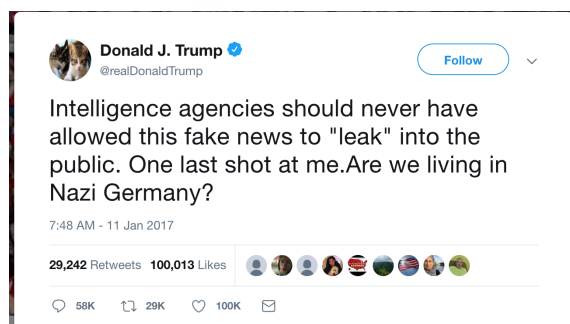 Donald J. Trump
Follow
@realDonaldTrump
Intelligence agencies should never have
allowed this fake news to "leak" into the
public. One last shot at me.Are we living in
Nazi Germany?
7:48 AM - 11 Jan 2017
29,242 Retweets 100,013 Likes
58K 29K 100K